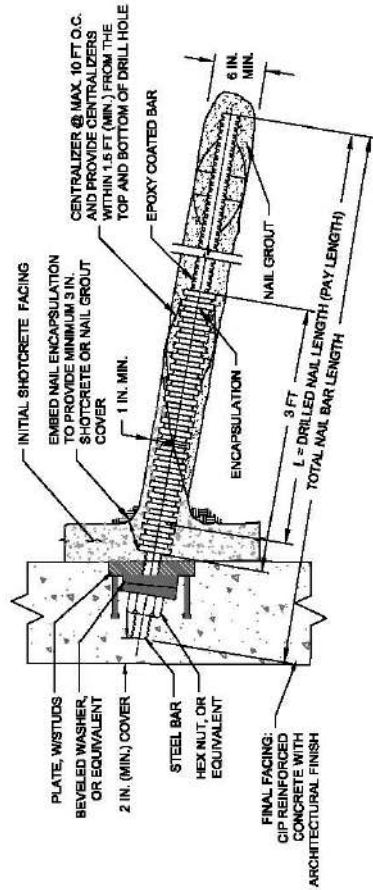 PLATE, W/STUDS
BEVELED WASHER,
OR EQUIVALENT
2 IN. (MIN.) COVER
STEEL BAR
HEX NUT, OR
EQUIVALENT
FINAL FACING:
CIP REINFORCED
CONCRETE WITH
ARCHITECTURAL FINISH
INITIAL SHOTCRETE FACING
EMBED NAIL ENCAPSULATION
TO PROVIDE MINIMUM 3 IN.
SHOTCRETE OR NAIL GROUT
COVER
1 IN. MIN.
ENCAPSULATION
3 FT
L = DRILLED NAIL LENGTH (PAY LENGTH)
TOTAL NAIL BAR LENGTH
CENTRALIZER @ MAX. 10 FT O.C.
AND PROVIDE CENTRALIZERS
WITHIN 1.5 FT (MIN.) FROM THE
TOP AND BOTTOM OF DRILL HOLE
EPOXY COATED BAR
NAIL GROUT
6 IN.
MIN.